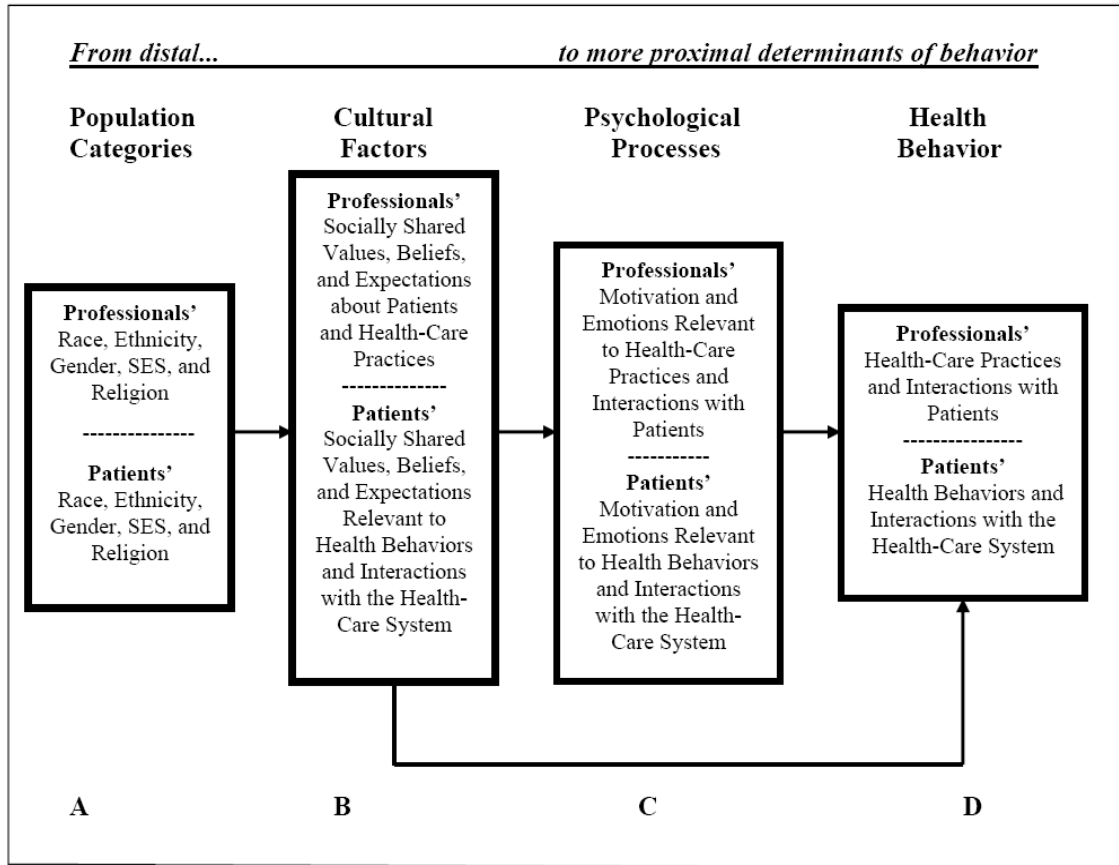 From distal... to more proximal determinants of behavior
Population
Categories
Cultural
Factors
Psychological
Processes
Health
Behavior
Professionals’
Race, Ethnicity,
Gender, SES, and
Religion
----------------
Patients’
Race, Ethnicity,
Gender, SES, and
Religion
Professionals’
Socially Shared
Values, Beliefs,
and Expectations
about Patients
and Health-Care
Practices
---------------
Patients’
Socially Shared
Values, Beliefs,
and Expectations
Relevant to
Health Behaviors
and Interactions
with the Health-
Care System
Professionals’
Motivation and
Emotions Relevant
to Health-Care
Practices and
Interactions with
Patients
-----------
Patients’
Motivation and
Emotions Relevant
to Health Behaviors
and Interactions
with the Health-
Care System
Professionals’
Health-Care Practices
and Interactions with
Patients
----------------
Patients’
Health Behaviors and
Interactions with the
Health-Care System
A B C D